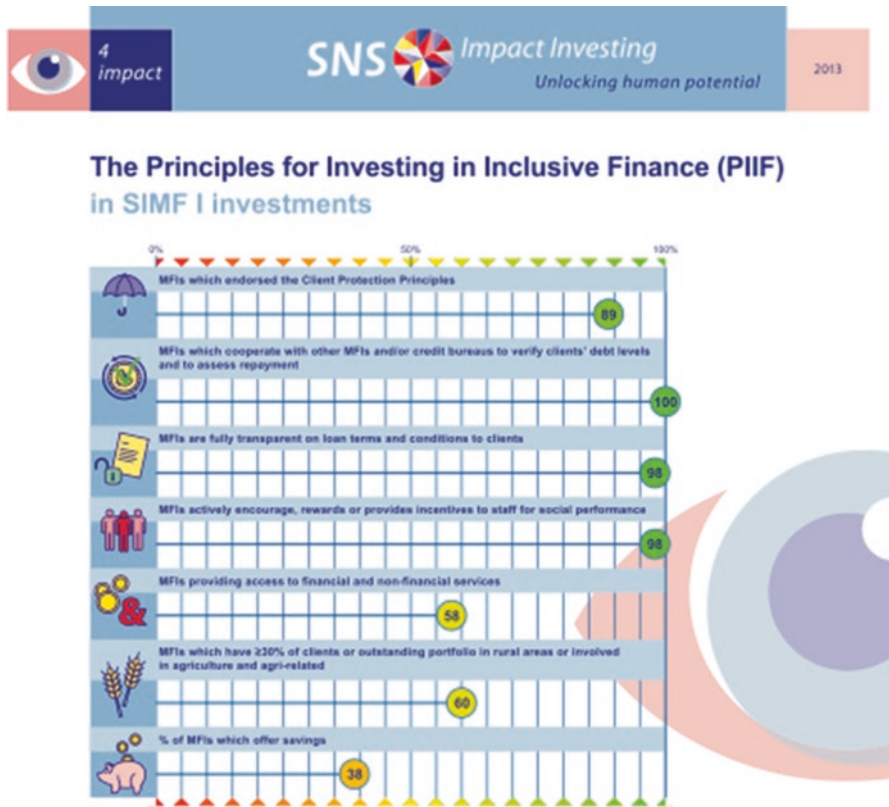 4
impact
SNS Impact Investing
Unlocking human potential
2013
The Principles for Investing in Inclusive Finance (PIIF)
in SIMF I investments
0% 50% 100%
MFIs which endorsed the Client Protection Principles
89
MFIs which cooperate with other MFIs and/or credit bureaus to verify clients' debt levels
and to assess repayment
100
MFIs are fully transparent on loan terms and conditions to clients
98
MFIs actively encourage, rewards or provides incentives to staff for social performance
98
MFIs providing access to financial and non-financial services
&
58
MFIs which have ≥30% of clients or outstanding portfolio in rural areas or involved
in agriculture and agri-related
60
% of MFIs which offer savings
38